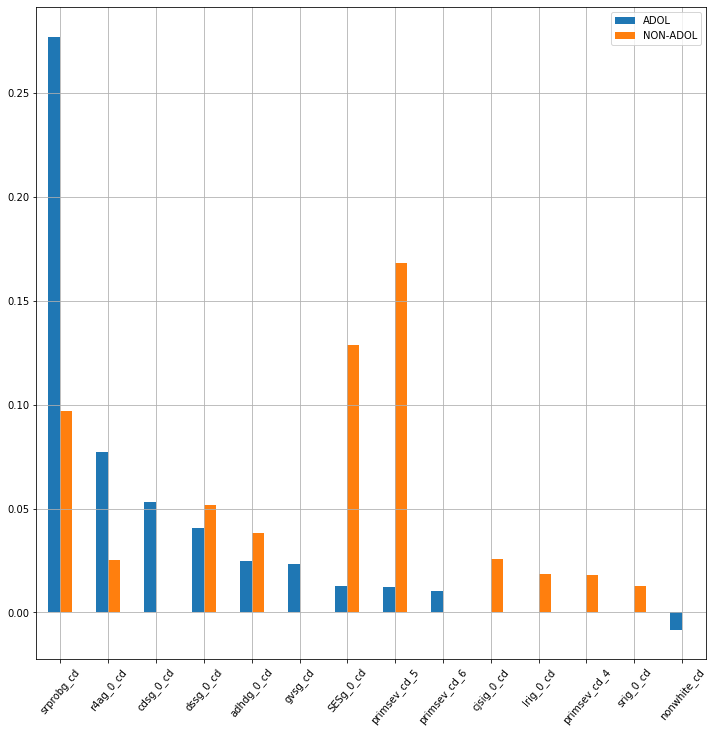 ADOL
NON-ADOL
0.25
0.20
0.15
0.10
0.05
0.00
srprobg_cd
r4ag_0_cd
cdsg_0_cd
dssg_0_cd
adhdg_0_cd
gvsg_cd
SESg_0_cd
primsev_cd_5
primsev_cd_6
cjsig_0_cd
lrig_0_cd
primsev_cd_4
srig_0_cd
nonwhite_cd